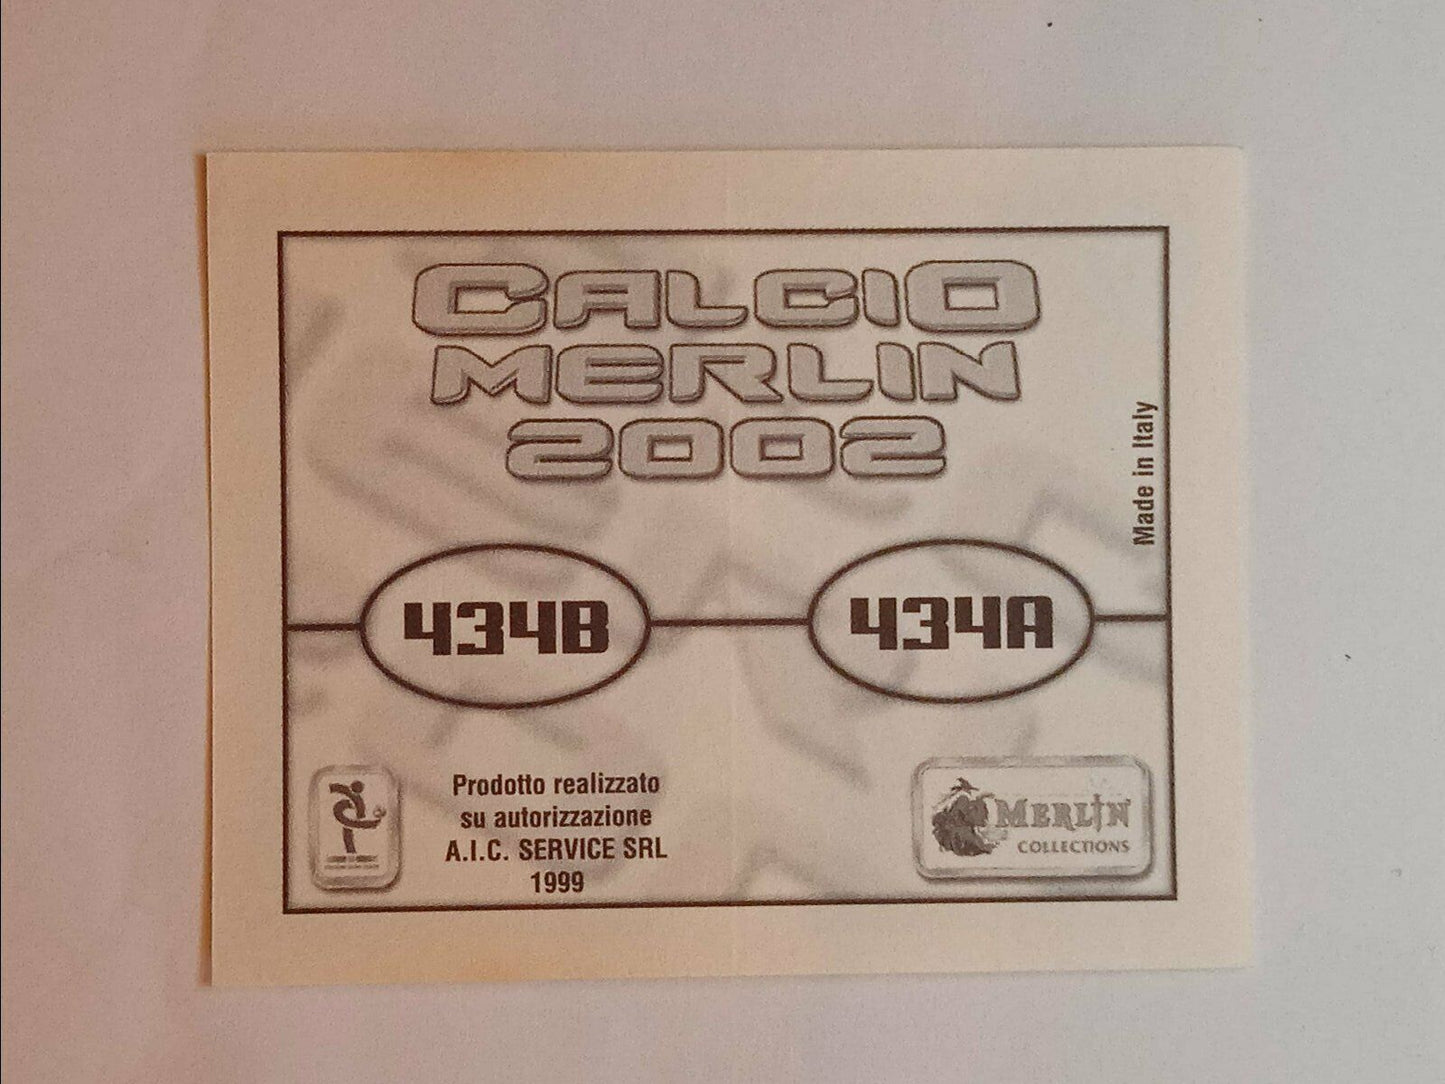 CALCIO
MERLIN
2002
Made in Italy
434B
434A
Prodotto realizzato
su autorizzazione
A.I.C. SERVICE SRL
1999
MERLIN
COLLECTIONS